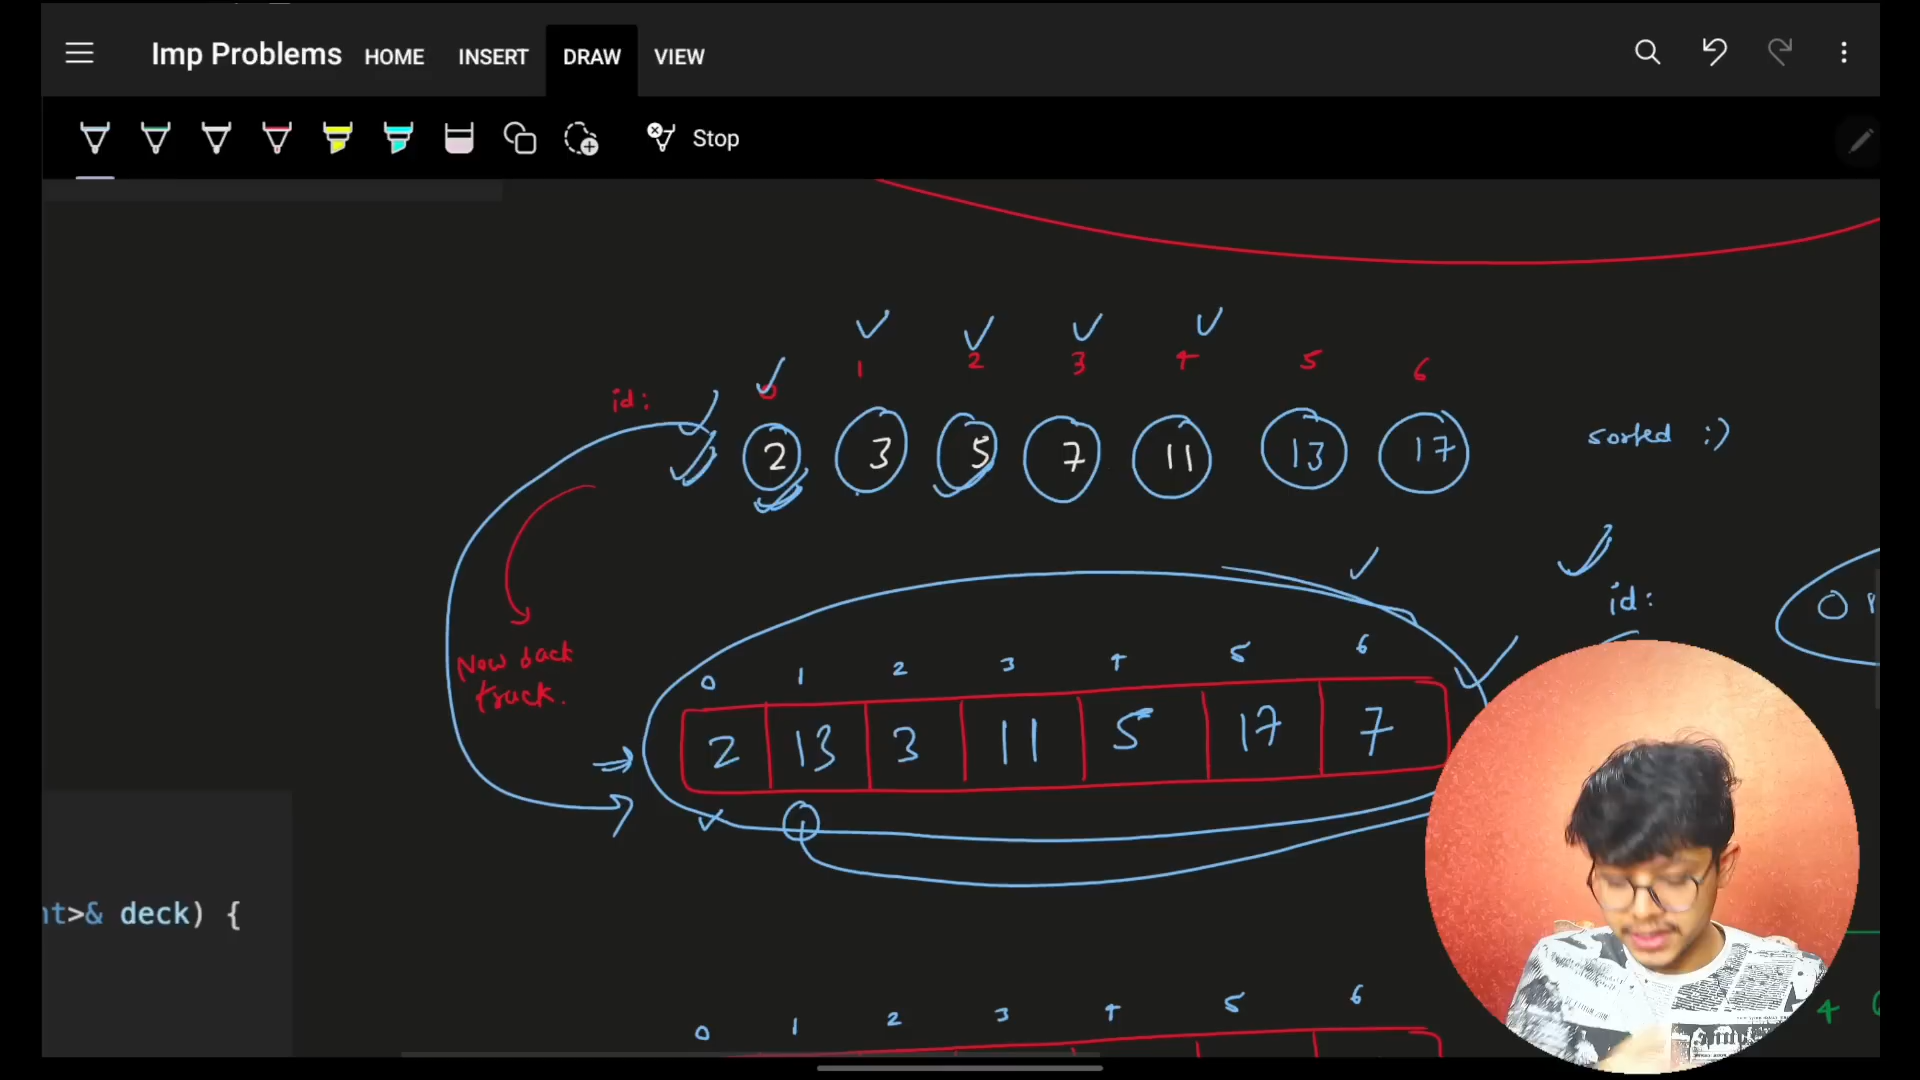 Imp Problems HOME INSERT DRAW VIEW
Stop
id: 0 1 2 3 4 5 6
2 3 5 7 11 13 17
sorted :)
id:
Now back
track.
0 1 2 3 4 5 6
2 13 3 11 5 17 7
nt>& deck) {
0 1 2 3 4 5 6
4